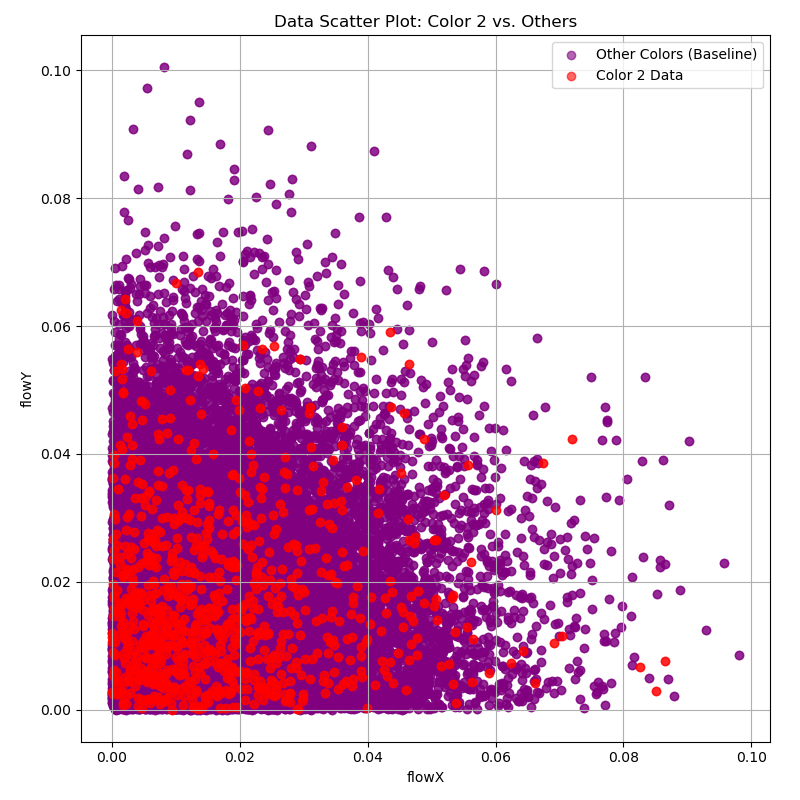 Data Scatter Plot: Color 2 vs. Others
Other Colors (Baseline)
Color 2 Data
flowY
0.10
0.08
0.06
0.04
0.02
0.00
0.00 0.02 0.04 0.06 0.08 0.10
flowX